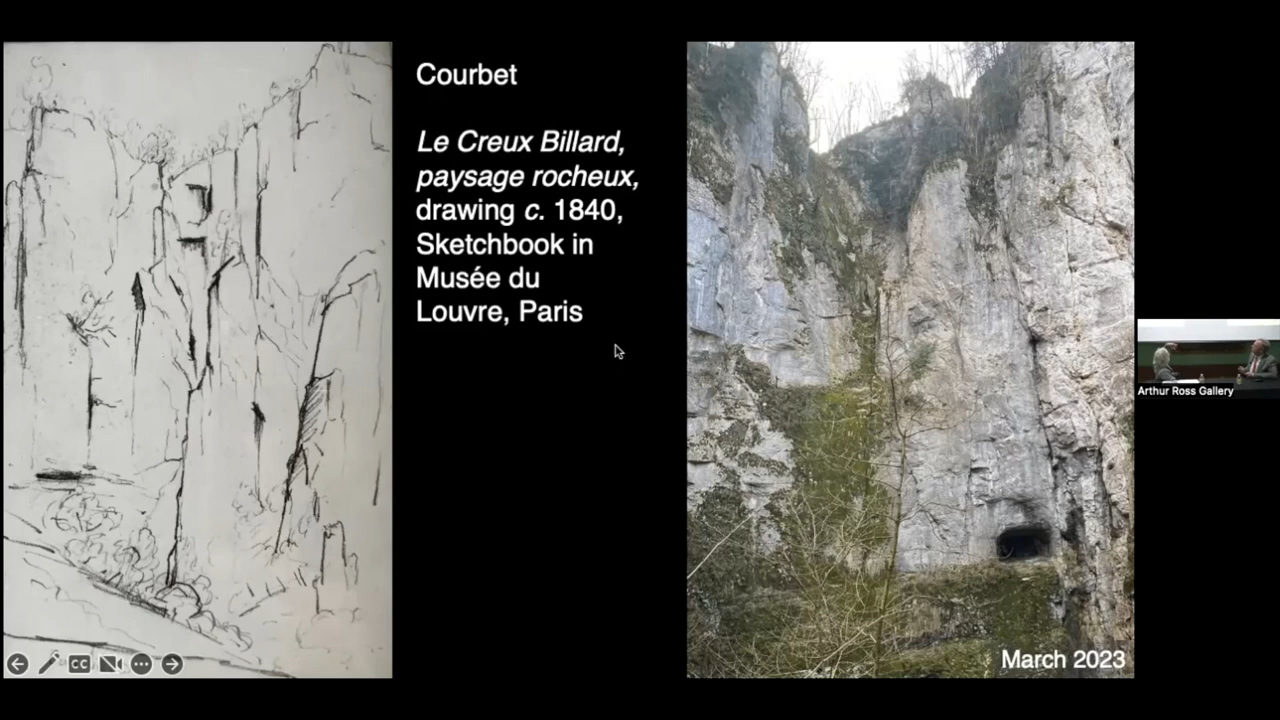 Courbet
Le Creux Billard,
paysage rocheux,
drawing c. 1840,
Sketchbook in
Musée du
Louvre, Paris
Arthur Ross Gallery
March 2023
CC